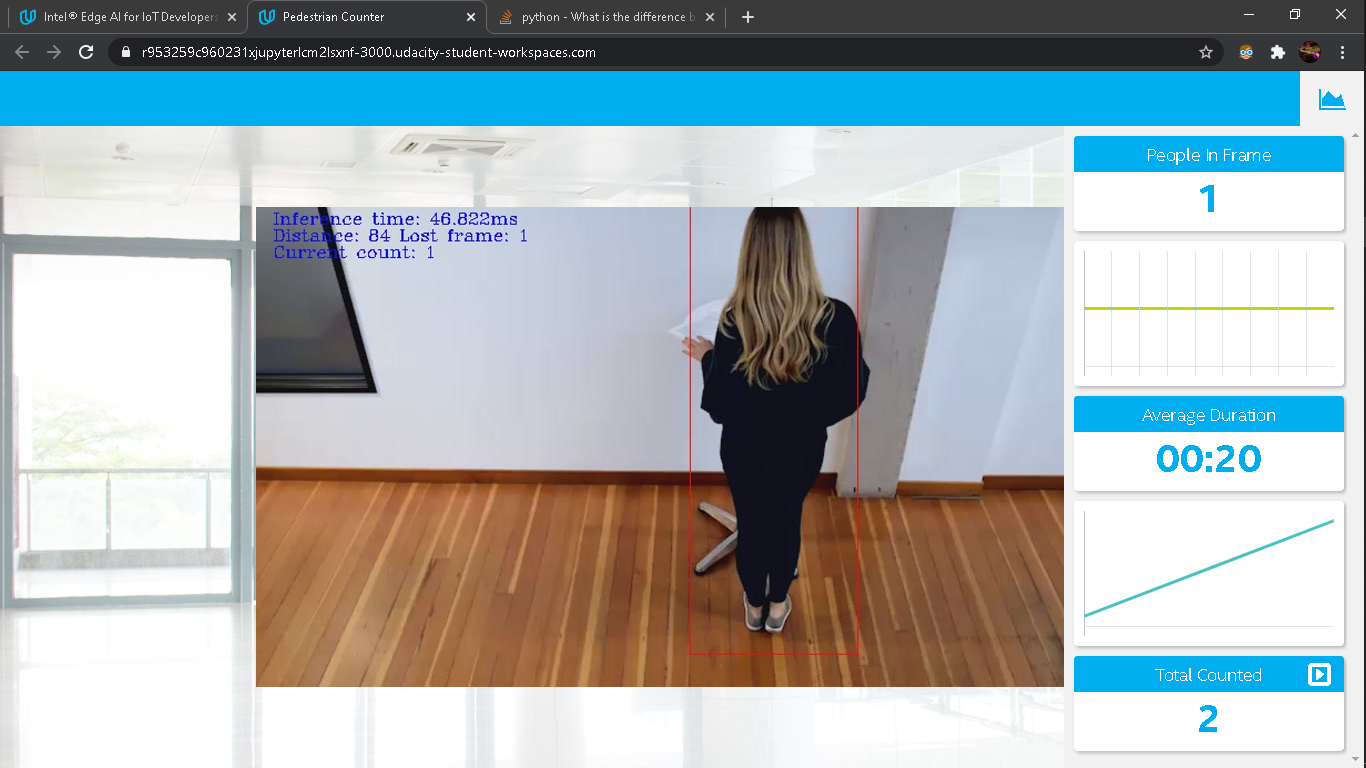 Intel® Edge AI for IoT Developers
Pedestrian Counter
python - What is the difference b
r953259c960231xjupyterlcm2lsxnf-3000.udacity-student-workspaces.com
Inference time: 46.822ms
Distance: 84 Lost frame: 1
Current count: 1
People In Frame
1
Average Duration
00:20
Total Counted
2